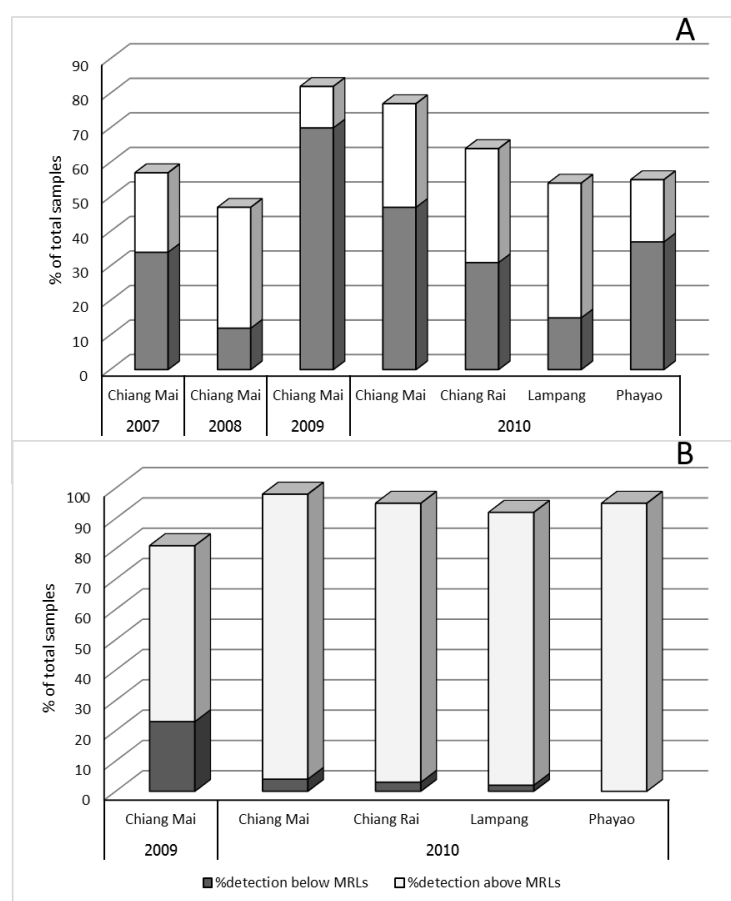 A
% of total samples
90
80
70
60
50
40
30
20
10
0
Chiang Mai Chiang Mai Chiang Mai Chiang Mai Chiang Rai Lampang Phayao
2007 2008 2009 2010
B
% of total samples
100
90
80
70
60
50
40
30
20
10
0
Chiang Mai Chiang Mai Chiang Rai Lampang Phayao
2009 2010
%detection below MRLs %detection above MRLs